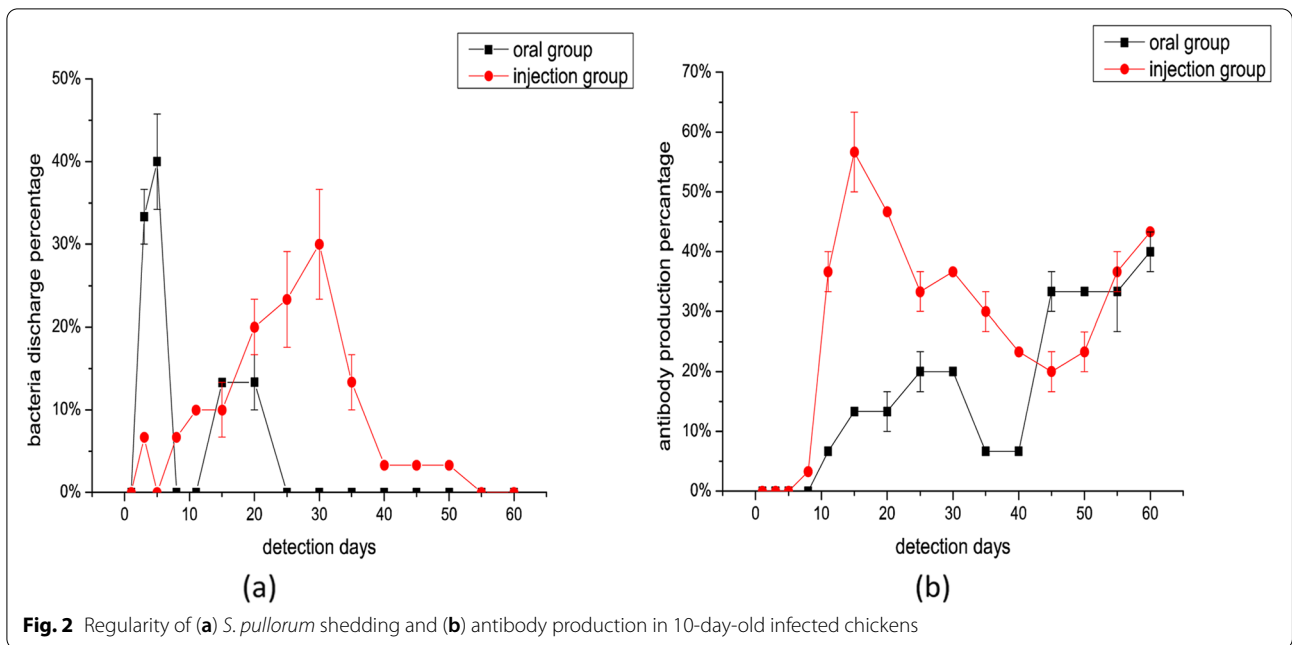 oral group
injection group
50%
40%
30%
20%
10%
0%
bacteria discharge percentage
0 10 20 30 40 50 60
detection days
(a)
oral group
injection group
70%
60%
50%
40%
30%
20%
10%
0%
antibody production percantage
0 10 20 30 40 50 60
detection days
(b)
Fig. 2 Regularity of (a) S. pullorum shedding and (b) antibody production in 10-day-old infected chickens